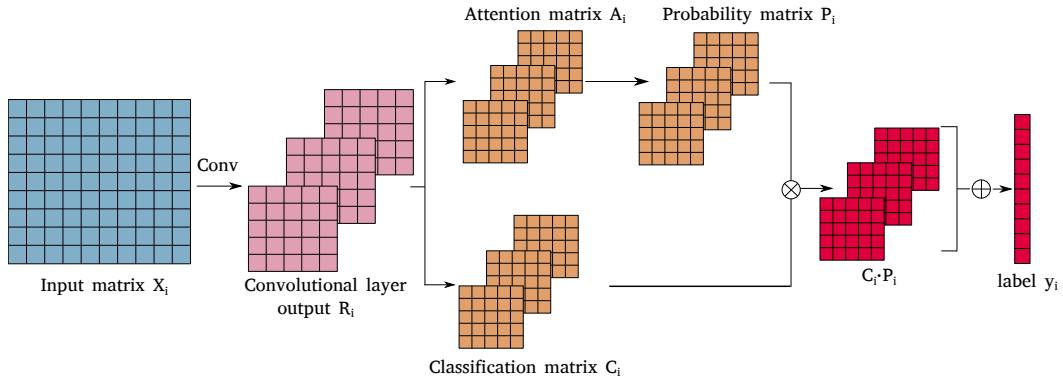 Attention matrix Aᵢ
Probability matrix Pᵢ
Conv
Input matrix Xᵢ
Convolutional layer
output Rᵢ
Classification matrix Cᵢ
Cᵢ·Pᵢ
label yᵢ